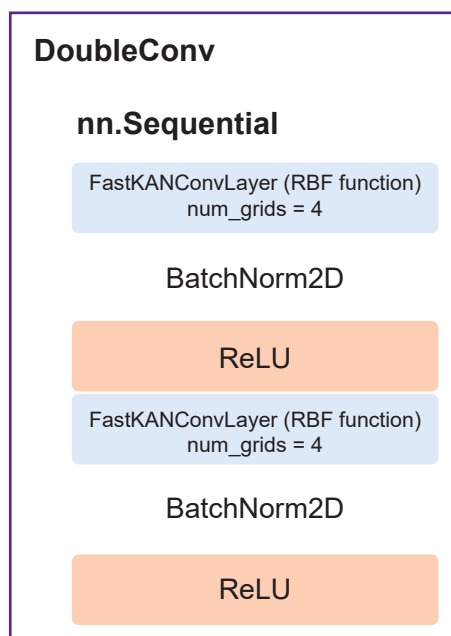 DoubleConv
nn.Sequential
FastKANConvLayer (RBF function)
num_grids = 4
BatchNorm2D
ReLU
FastKANConvLayer (RBF function)
num_grids = 4
BatchNorm2D
ReLU